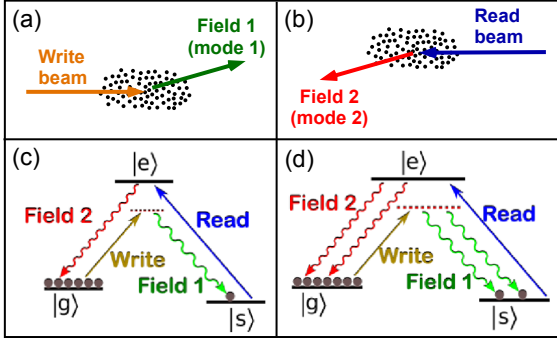 (a)
Write
beam
Field 1
(mode 1)
(b)
Read
beam
Field 2
(mode 2)
(c)
|e⟩
Field 2
Read
Write
Field 1
|g⟩
|s⟩
(d)
|e⟩
Field 2
Read
Write
Field 1
|g⟩
|s⟩